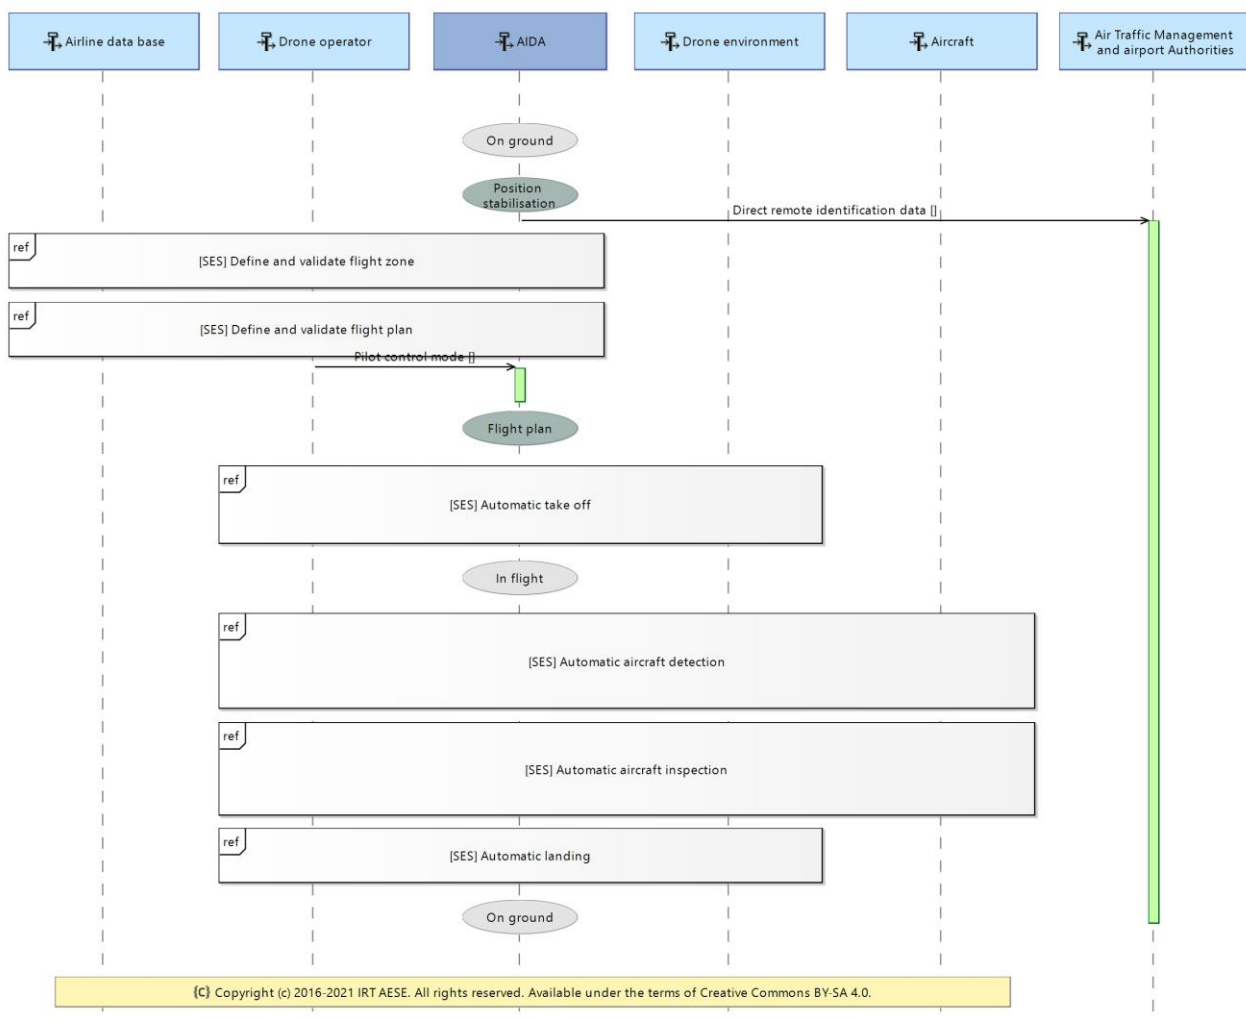 Airline data base
Drone operator
AIDA
Drone environment
Aircraft
Air Traffic Management
and airport Authorities
On ground
Position
stabilisation
Direct remote identification data []
ref
[SES] Define and validate flight zone
ref
[SES] Define and validate flight plan
Pilot control mode []
Flight plan
ref
[SES] Automatic take off
In flight
ref
[SES] Automatic aircraft detection
ref
[SES] Automatic aircraft inspection
ref
[SES] Automatic landing
On ground
{C} Copyright (c) 2016-2021 IRT AESE. All rights reserved. Available under the terms of Creative Commons BY-SA 4.0.